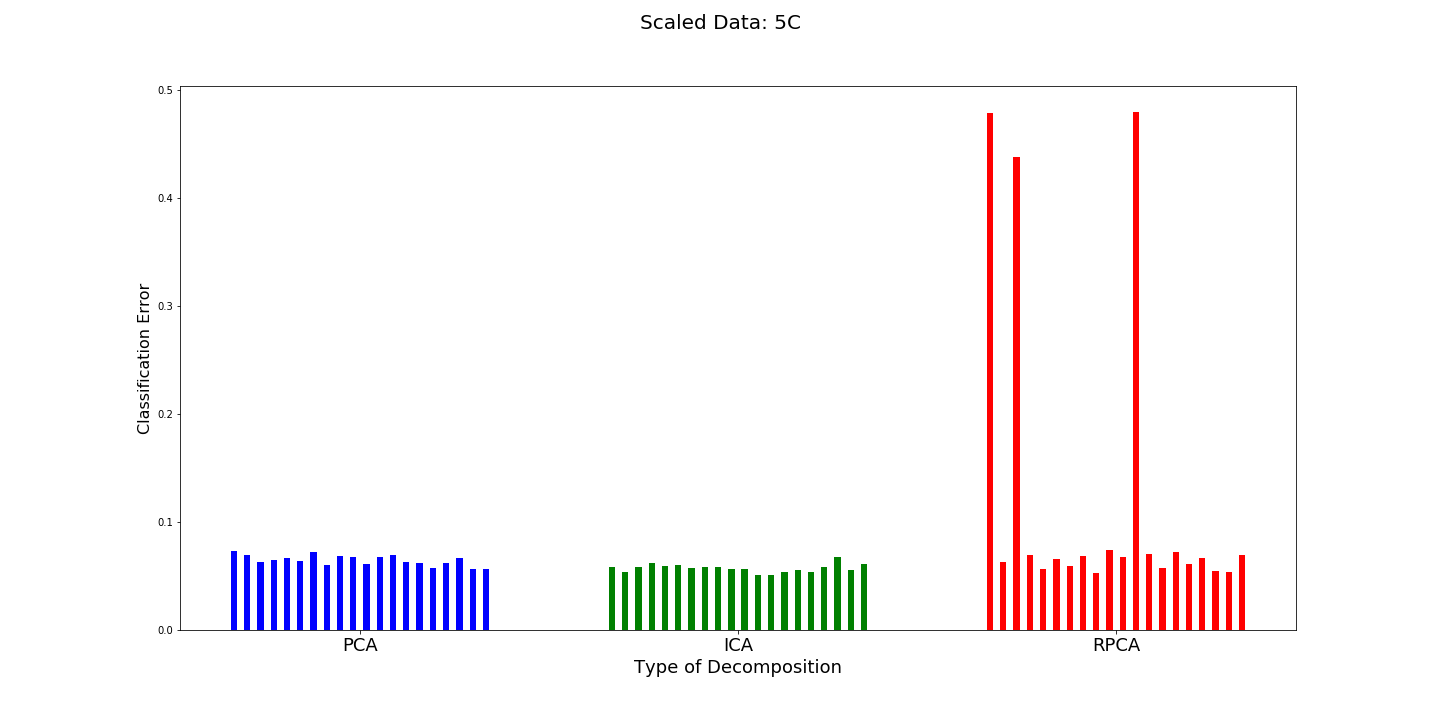 Scaled Data: 5C
0.5
0.4
0.3
0.2
0.1
0.0
Classification Error
PCA
ICA
RPCA
Type of Decomposition